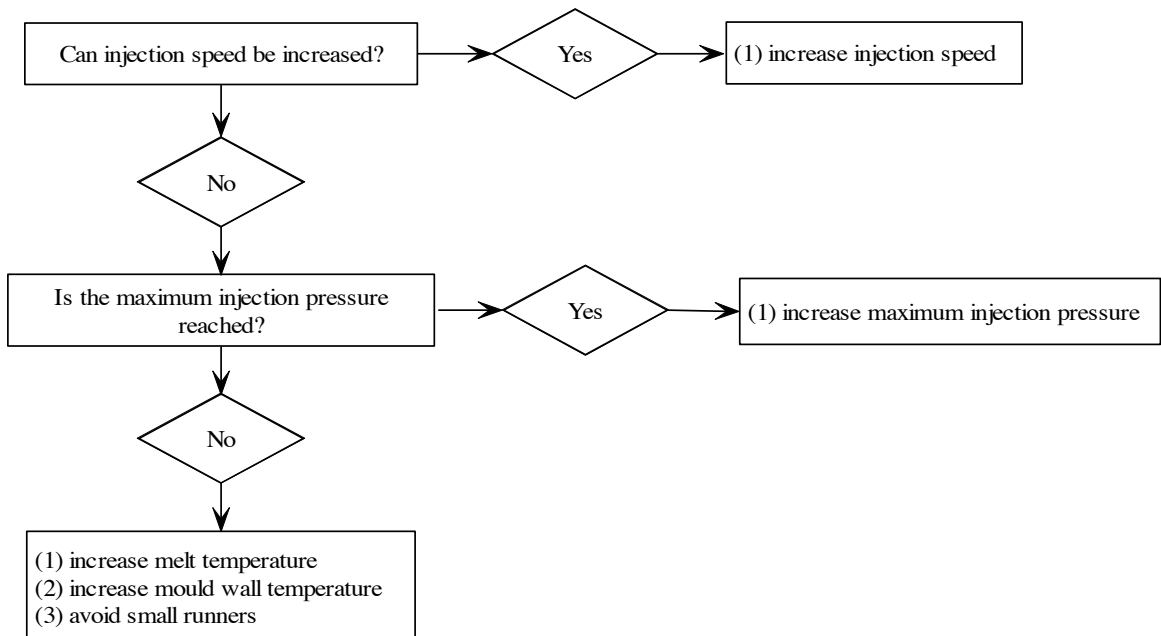 Can injection speed be increased?
Yes
(1) increase injection speed
No
Is the maximum injection pressure
reached?
Yes
(1) increase maximum injection pressure
No
(1) increase melt temperature
(2) increase mould wall temperature
(3) avoid small runners